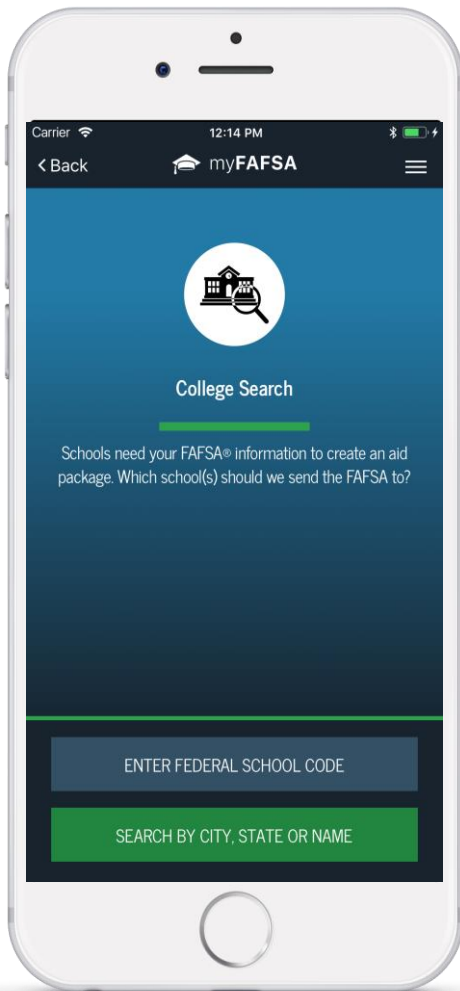 Carrier 12:14 PM
< Back myFAFSA
College Search
Schools need your FAFSA® information to create an aid
package. Which school(s) should we send the FAFSA to?
ENTER FEDERAL SCHOOL CODE
SEARCH BY CITY, STATE OR NAME